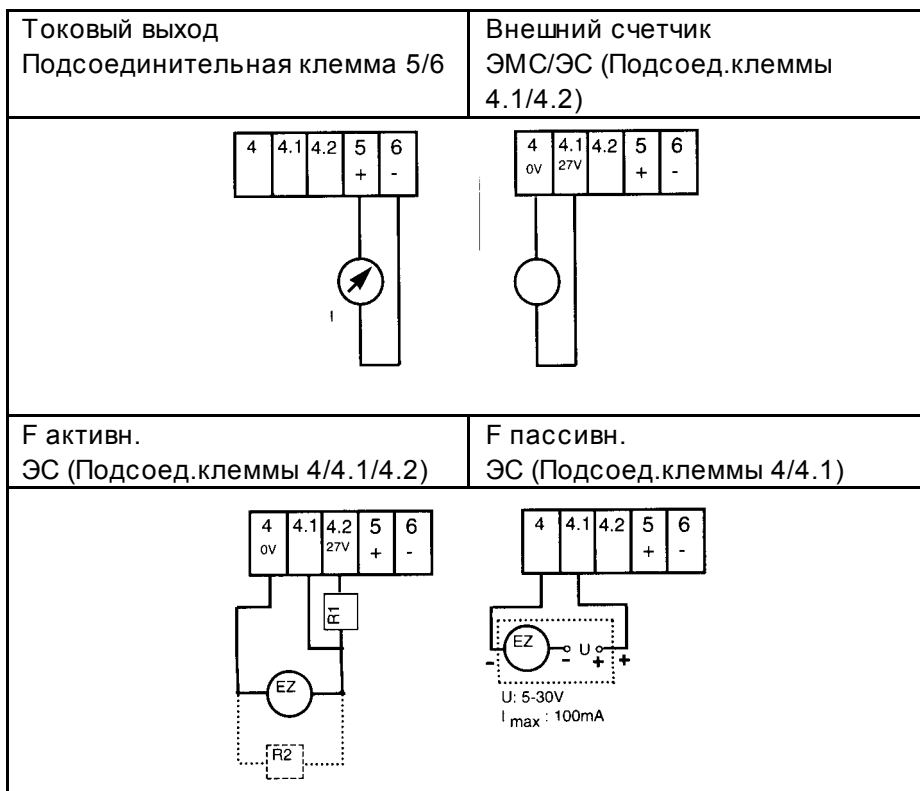 Токовый выход
Подсоединительная клемма 5/6
Внешний счетчик
ЭМС/ЭС (Подсоед.клеммы
4.1/4.2)
4 4.1 4.2 5 6
+ -
I
4 4.1 4.2 5 6
0V 27V + -
F активн.
ЭС (Подсоед.клеммы 4/4.1/4.2)
F пассивн.
ЭС (Подсоед.клеммы 4/4.1)
4 4.1 4.2 5 6
0V 27V + -
R1
EZ
R2
4 4.1 4.2 5 6
+ -
EZ U
- - + +
U: 5-30V
I max : 100mA